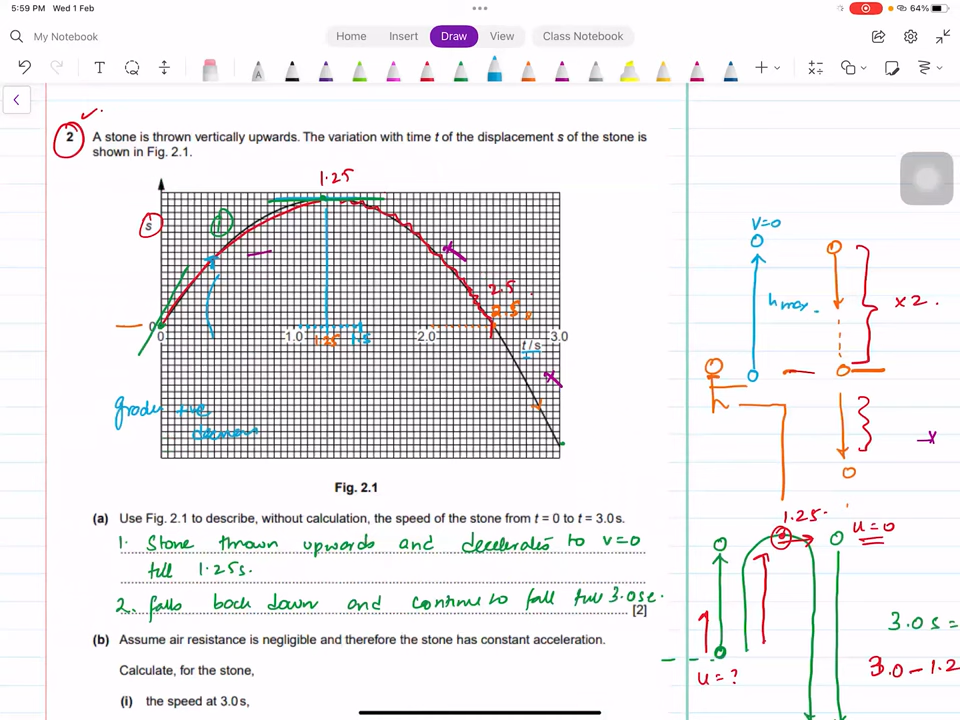 5:59 PM Wed 1 Feb
64%
My Notebook
Home Insert Draw View Class Notebook
2 A stone is thrown vertically upwards. The variation with time t of the displacement s of the stone is
shown in Fig. 2.1.
1.25
s
1
2.5
2.5
0
0 1.0 1.25 1.5 2.0 t/s 3.0
+ve
Fig. 2.1
(a) Use Fig. 2.1 to describe, without calculation, the speed of the stone from t = 0 to t = 3.0 s.
1. Stone thrown upwards and decelerates to v=0
till 1.25s.
2. falls back down and continue to fall till 3.0sec.
[2]
(b) Assume air resistance is negligible and therefore the stone has constant acceleration.
Calculate, for the stone,
(i) the speed at 3.0 s,
v=0
hmax.
x2.
h
1.25.
u=0
u=?
3.0s=
3.0-1.2